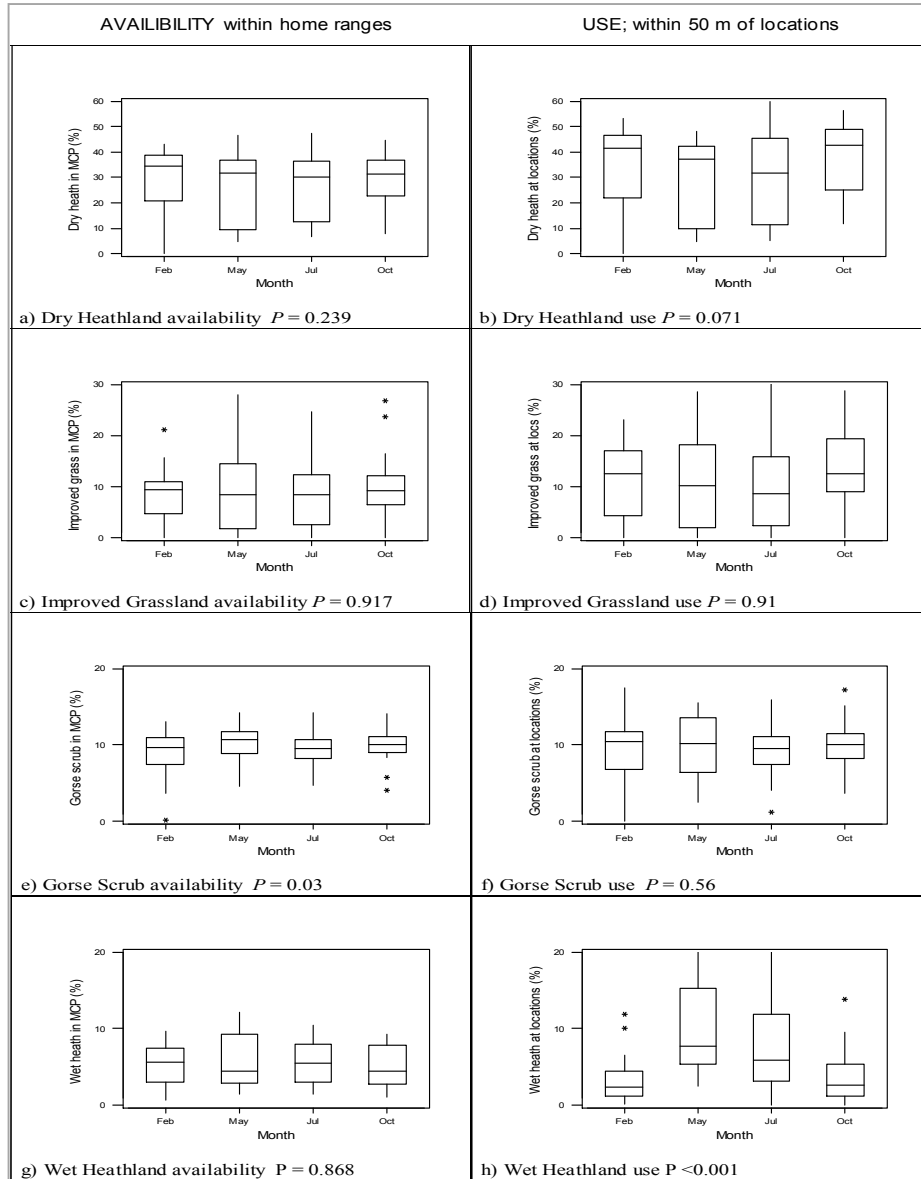 AVAILIBILITY within home ranges
USE; within 50 m of locations
Dry heath in MCP (%)
60
50
40
30
20
10
0
Feb May Jul Oct
Month
a) Dry Heathland availability P = 0.239
Dry heath at locations (%)
60
50
40
30
20
10
0
Feb May Jul Oct
Month
b) Dry Heathland use P = 0.071
Improved grass in MCP (%)
30
20
10
0
Feb May Jul Oct
Month
c) Improved Grassland availability P = 0.917
Improved grass at locs (%)
30
20
10
0
Feb May Jul Oct
Month
d) Improved Grassland use P = 0.91
Gorse scrub in MCP (%)
20
10
0
Feb May Jul Oct
Month
e) Gorse Scrub availability P = 0.03
Gorse scrub at locations (%)
20
10
0
Feb May Jul Oct
Month
f) Gorse Scrub use P = 0.56
Wet heath in MCP (%)
20
10
0
Feb May Jul Oct
Month
g) Wet Heathland availability P = 0.868
Wet heath at locations (%)
20
10
0
Feb May Jul Oct
Month
h) Wet Heathland use P <0.001